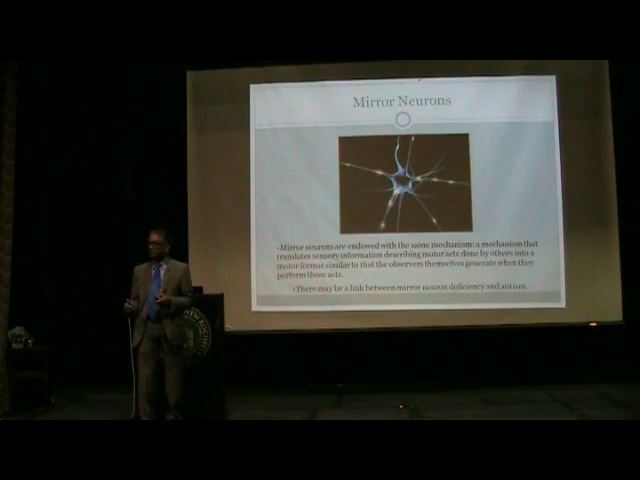 Mirror Neurons
•Mirror neurons are endowed with the same mechanism: a mechanism that
translates sensory information describing motor acts done by others into a
motor format similar to that the observers themselves generate when they
perform those acts.
•There may be a link between mirror neuron deficiency and autism.